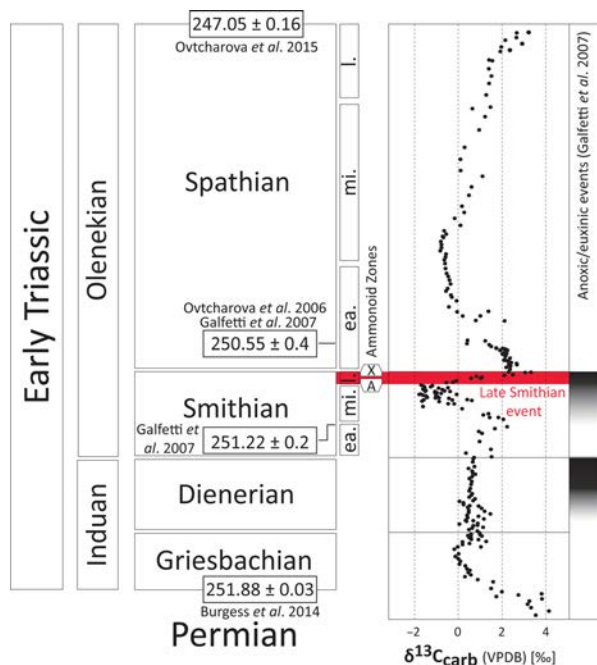 Early Triassic
Olenekian
Induan
247.05 ± 0.16
Ovtcharova et al. 2015
Spathian
Ovtcharova et al. 2006
Galfetti et al. 2007
250.55 ± 0.4
Smithian
Galfetti et
al. 2007
251.22 ± 0.2
Dienerian
Griesbachian
251.88 ± 0.03
Burgess et al. 2014
Permian
l.
mi.
ea.
l.
mi.
ea.
Ammonoid Zones
X
A
Late Smithian
event
Anoxic/euxinic events (Galfetti et al. 2007)
−2 0 2 4
δ13Ccarb (VPDB) [‰]